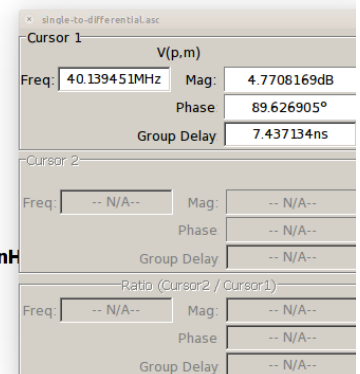 × single-to-differential.asc
Cursor 1
V(p,m)
Freq: 40.139451MHz Mag: 4.7708169dB
Phase 89.626905°
Group Delay 7.437134ns
Cursor 2
Freq: -- N/A-- Mag: -- N/A--
Phase -- N/A--
nH Group Delay -- N/A--
Ratio (Cursor2 / Cursor1)
Freq: -- N/A-- Mag: -- N/A--
Phase -- N/A--
Group Delay -- N/A--